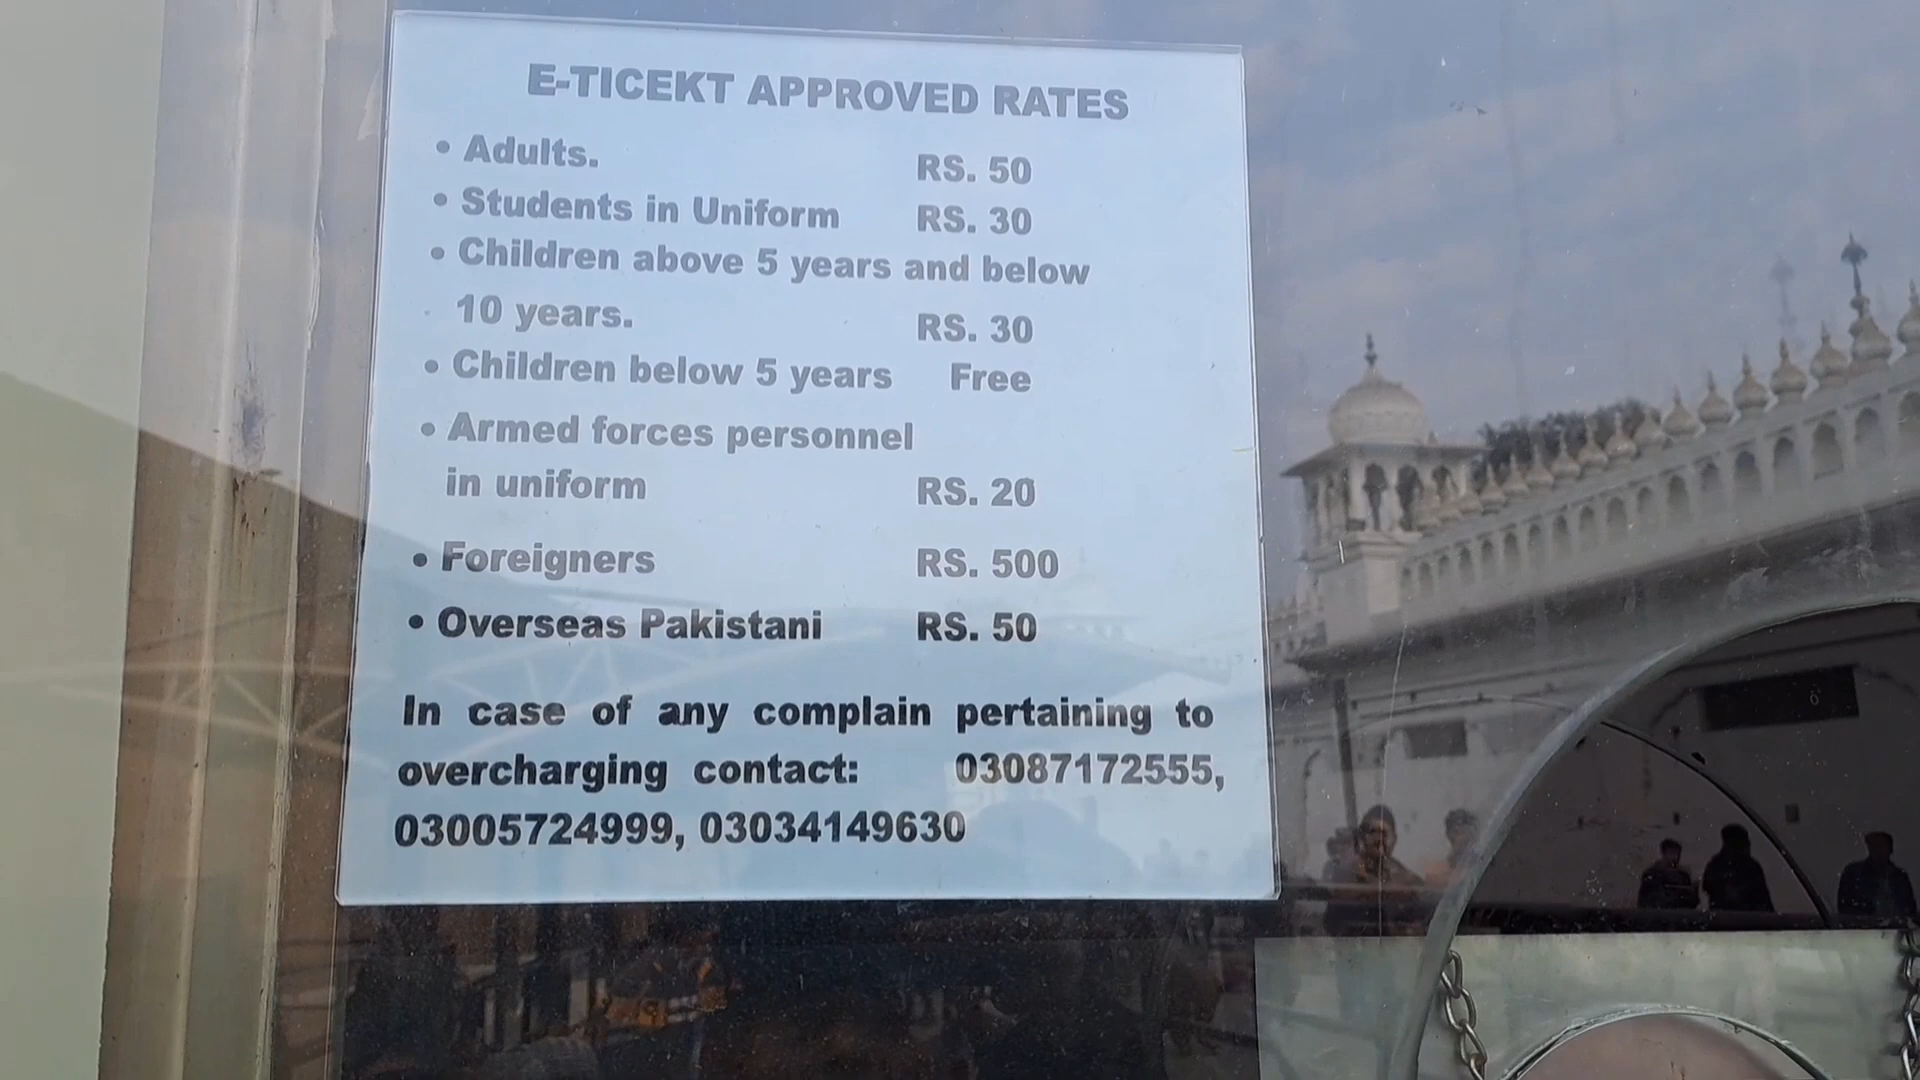 E-TICEKT APPROVED RATES
• Adults. RS. 50
• Students in Uniform RS. 30
• Children above 5 years and below
10 years. RS. 30
• Children below 5 years Free
• Armed forces personnel
in uniform RS. 20
• Foreigners RS. 500
• Overseas Pakistani RS. 50
In case of any complain pertaining to
overcharging contact: 03087172555,
03005724999, 03034149630